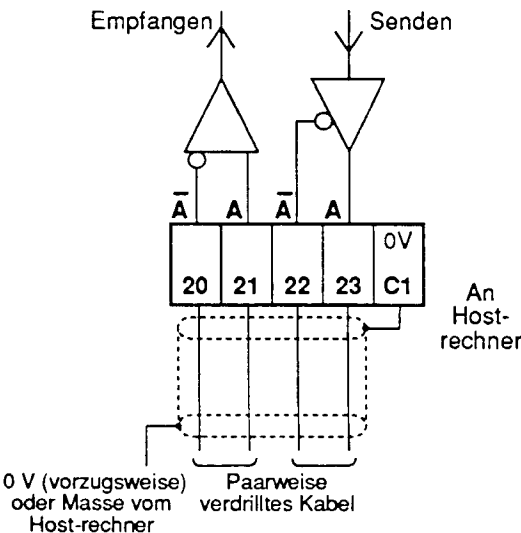 Empfangen
Senden
A̅ A A̅ A
0V
20 21 22 23 C1
An
Host-
rechner
0 V (vorzugsweise)
oder Masse vom
Host-rechner
Paarweise
verdrilltes Kabel